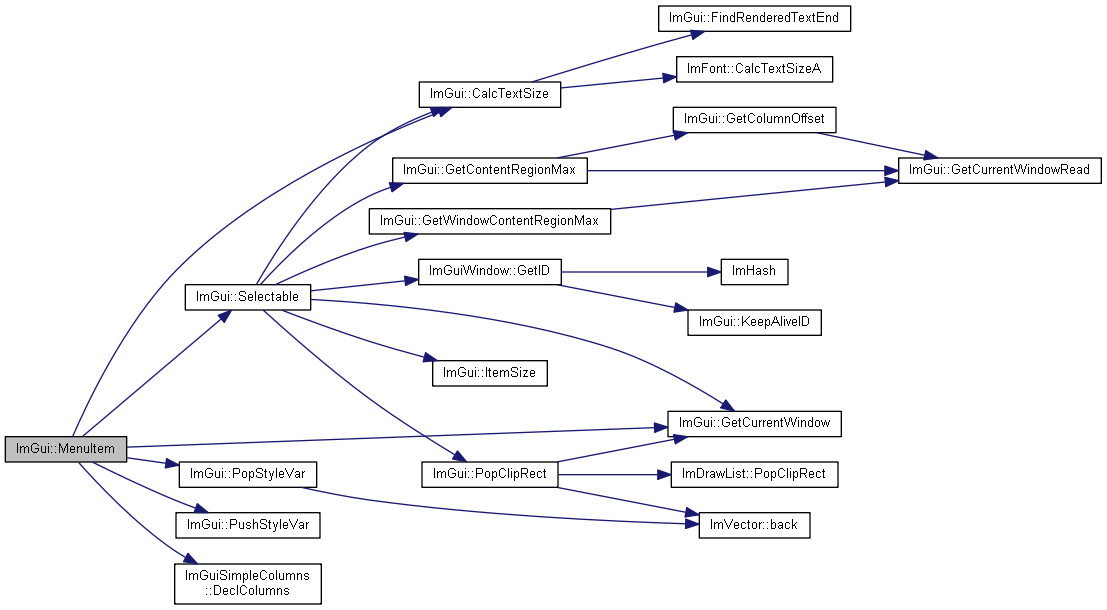 ImGui::FindRenderedTextEnd
ImFont::CalcTextSizeA
ImGui::CalcTextSize
ImGui::GetColumnOffset
ImGui::GetContentRegionMax
ImGui::GetCurrentWindowRead
ImGui::GetWindowContentRegionMax
ImGuiWindow::GetID
ImHash
ImGui::Selectable
ImGui::KeepAliveID
ImGui::ItemSize
ImGui::GetCurrentWindow
ImGui::MenuItem
ImGui::PopStyleVar
ImGui::PopClipRect
ImDrawList::PopClipRect
ImGui::PushStyleVar
ImVector::back
ImGuiSimpleColumns
::DeclColumns